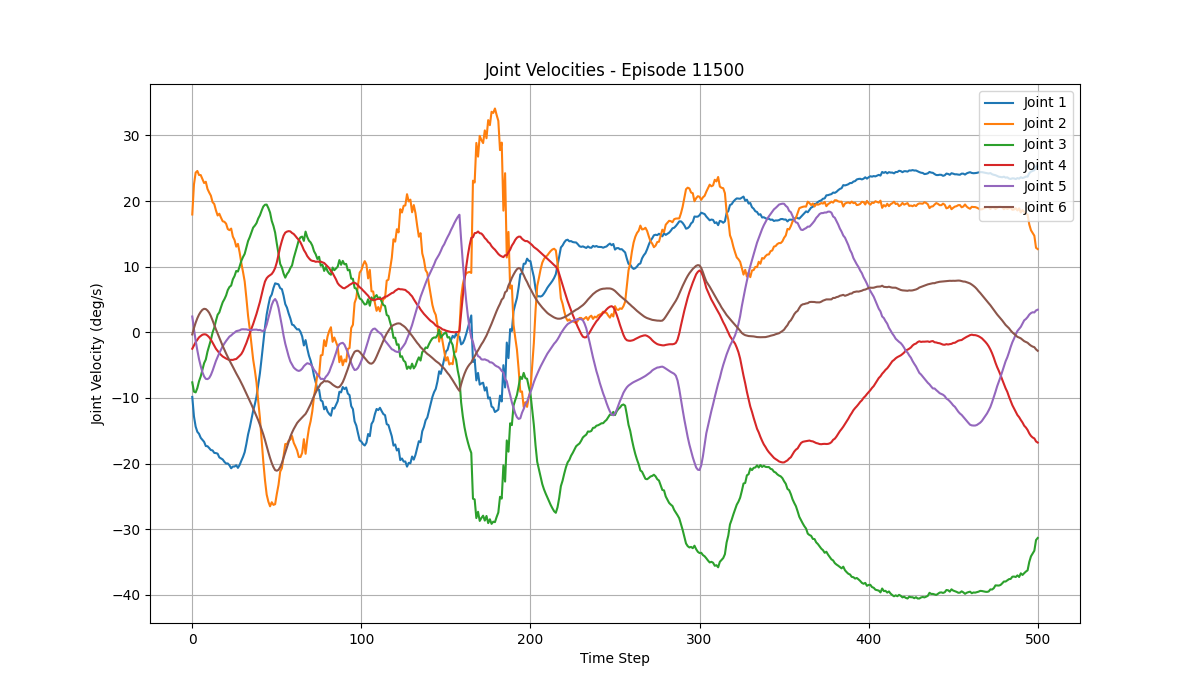 Joint Velocities - Episode 11500
Joint Velocity (deg/s)
30
20
10
0
−10
−20
−30
−40
0 100 200 300 400 500
Time Step
Joint 1
Joint 2
Joint 3
Joint 4
Joint 5
Joint 6